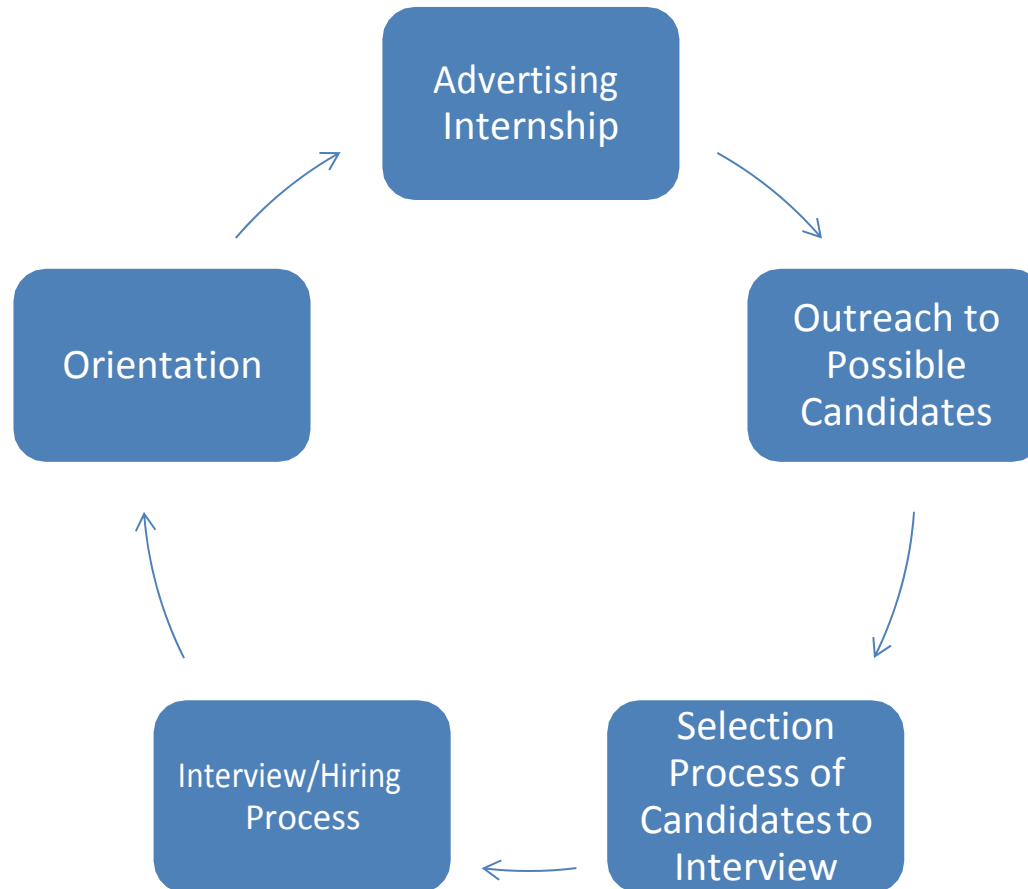 Advertising
Internship
Outreach to
Possible
Candidates
Selection
Process of
Candidates to
Interview
Interview/Hiring
Process
Orientation